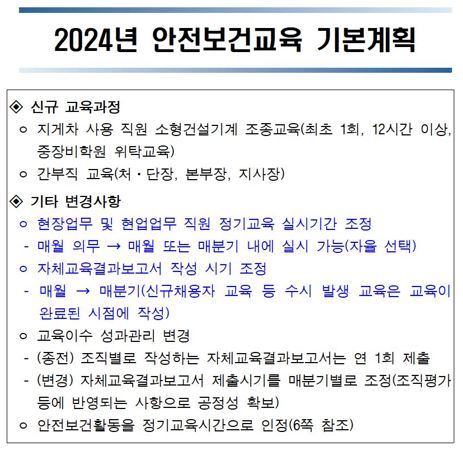 2024년 안전보건교육 기본계획
◈ 신규 교육과정
ㅇ 지게차 사용 직원 소형건설기계 조종교육(최초 1회, 12시간 이상,
중장비학원 위탁교육)
ㅇ 간부직 교육(처・단장, 본부장, 지사장)
◈ 기타 변경사항
ㅇ 현장업무 및 현업업무 직원 정기교육 실시기간 조정
- 매월 의무 → 매월 또는 매분기 내에 실시 가능(자율 선택)
ㅇ 자체교육결과보고서 작성 시기 조정
- 매월 → 매분기(신규채용자 교육 등 수시 발생 교육은 교육이
완료된 시점에 작성)
ㅇ 교육이수 성과관리 변경
- (종전) 조직별로 작성하는 자체교육결과보고서는 연 1회 제출
- (변경) 자체교육결과보고서 제출시기를 매분기별로 조정(조직평가
등에 반영되는 사항으로 공정성 확보)
ㅇ 안전보건활동을 정기교육시간으로 인정(6쪽 참조)